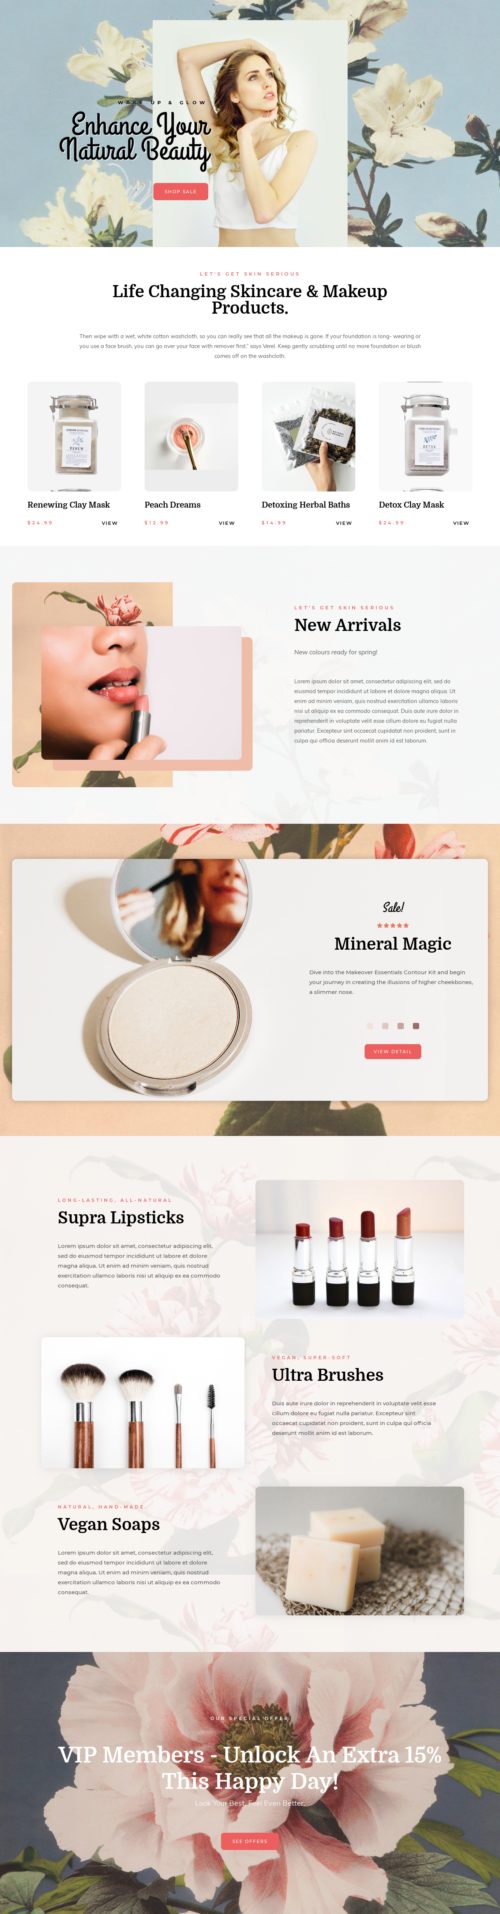 WAKE UP & GLOW
Enhance Your
Natural Beauty
SHOP SALE
LET'S GET SKIN SERIOUS
Life Changing Skincare & Makeup
Products.
Then wipe with a wet, white cotton washcloth, so you can really see that all the makeup is gone. If your foundation is long- wearing or
you use a face brush, you can go over your face with remover first," says Verel. Keep gently scrubbing until no more foundation or blush
comes off on the washcloth.
RENEW
DETOX
Renewing Clay Mask
Peach Dreams
Detoxing Herbal Baths
Detox Clay Mask
$24.99
VIEW
$12.99
VIEW
$14.99
VIEW
$24.99
VIEW
LET'S GET SKIN SERIOUS
New Arrivals
New colours ready for spring!
Lorem ipsum dolor sit amet, consectetur adipiscing elit, sed do
eiusmod tempor incididunt ut labore et dolore magna aliqua. Ut
enim ad minim veniam, quis nostrud exercitation ullamco laboris
nisi ut aliquip ex ea commodo consequat. Duis aute irure dolor in
reprehenderit in voluptate velit esse cillum dolore eu fugiat nulla
pariatur. Excepteur sint occaecat cupidatat non proident, sunt in
culpa qui officia deserunt mollit anim id est laborum.
Sale!
Mineral Magic
Dive into the Makeover Essentials Contour Kit and begin
your journey in creating the illusions of higher cheekbones,
a slimmer nose.
VIEW DETAIL
LONG-LASTING, ALL-NATURAL
Supra Lipsticks
Lorem ipsum dolor sit amet, consectetur adipiscing elit,
sed do eiusmod tempor incididunt ut labore et dolore
magna aliqua. Ut enim ad minim veniam, quis nostrud
exercitation ullamco laboris nisi ut aliquip ex ea commodo
consequat.
VEGAN, SUPER-SOFT
Ultra Brushes
Duis aute irure dolor in reprehenderit in voluptate velit esse
cillum dolore eu fugiat nulla pariatur. Excepteur sint
occaecat cupidatat non proident, sunt in culpa qui officia
deserunt mollit anim id est laborum.
NATURAL, HAND-MADE
Vegan Soaps
Lorem ipsum dolor sit amet, consectetur adipiscing elit,
sed do eiusmod tempor incididunt ut labore et dolore
magna aliqua. Ut enim ad minim veniam, quis nostrud
exercitation ullamco laboris nisi ut aliquip ex ea commodo
consequat.
OUR SPECIAL OFFER
VIP Members - Unlock An Extra 15%
This Happy Day!
Look Your Best, Feel Even Better.
SEE OFFERS